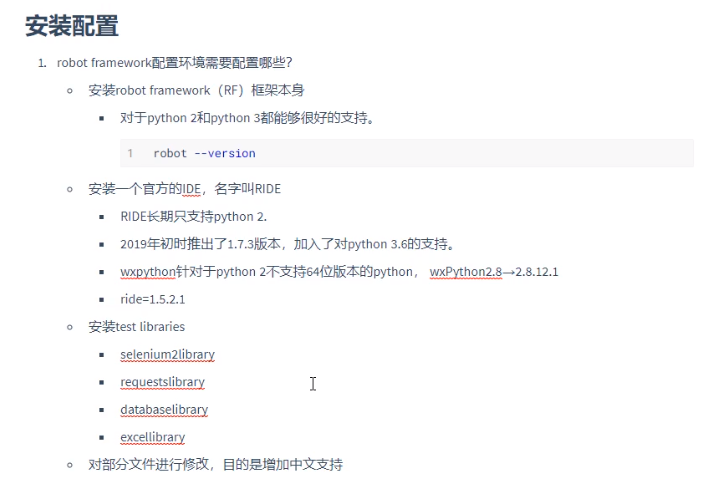 安装配置
1. robot framework配置环境需要配置哪些？
安装robot framework（RF）框架本身
对于python 2和python 3都能够很好的支持。
1 robot --version
安装一个官方的IDE，名字叫RIDE
RIDE长期只支持python 2.
2019年初时推出了1.7.3版本，加入了对python 3.6的支持。
wxpython针对于python 2不支持64位版本的python， wxPython2.8→2.8.12.1
ride=1.5.2.1
安装test libraries
selenium2library
requestslibrary
databaselibrary
excellibrary
对部分文件进行修改，目的是增加中文支持